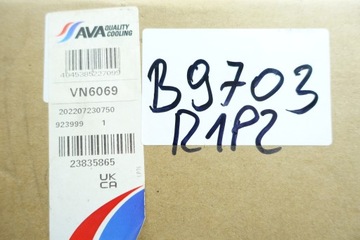 AVA QUALITY COOLING
VN6069
202207230750
923999 1
23835865
UK
CA
B9703
R1P2